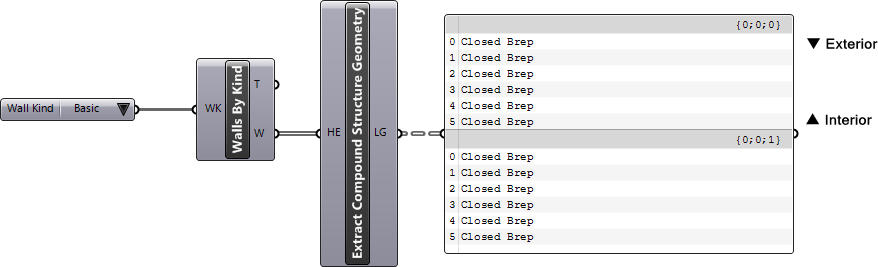 Wall Kind Basic
WK
Walls By Kind
T
W
HE
Extract Compound Structure Geometry
LG
{0;0;0}
0 Closed Brep
1 Closed Brep
2 Closed Brep
3 Closed Brep
4 Closed Brep
5 Closed Brep
{0;0;1}
0 Closed Brep
1 Closed Brep
2 Closed Brep
3 Closed Brep
4 Closed Brep
5 Closed Brep
▼ Exterior
▲ Interior